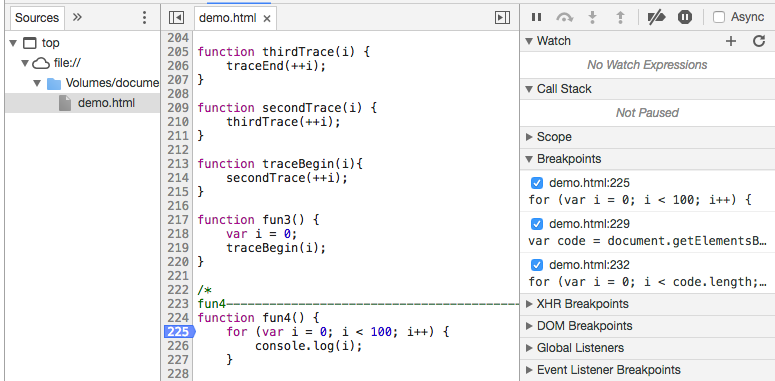 Sources »
top
file://
Volumes/docume
demo.html
demo.html ×
204
205 function thirdTrace(i) {
206 traceEnd(++i);
207 }
208
209 function secondTrace(i) {
210 thirdTrace(++i);
211 }
212
213 function traceBegin(i){
214 secondTrace(++i);
215 }
216
217 function fun3() {
218 var i = 0;
219 traceBegin(i);
220 }
221
222 /*
223 fun4-----------------------------------------
224 function fun4() {
225 for (var i = 0; i < 100; i++) {
226 console.log(i);
227 }
228
Async
Watch
No Watch Expressions
Call Stack
Not Paused
Scope
Breakpoints
demo.html:225
for (var i = 0; i < 100; i++) {
demo.html:229
var code = document.getElementsB…
demo.html:232
for (var i = 0; i < code.length;…
XHR Breakpoints
DOM Breakpoints
Global Listeners
Event Listener Breakpoints